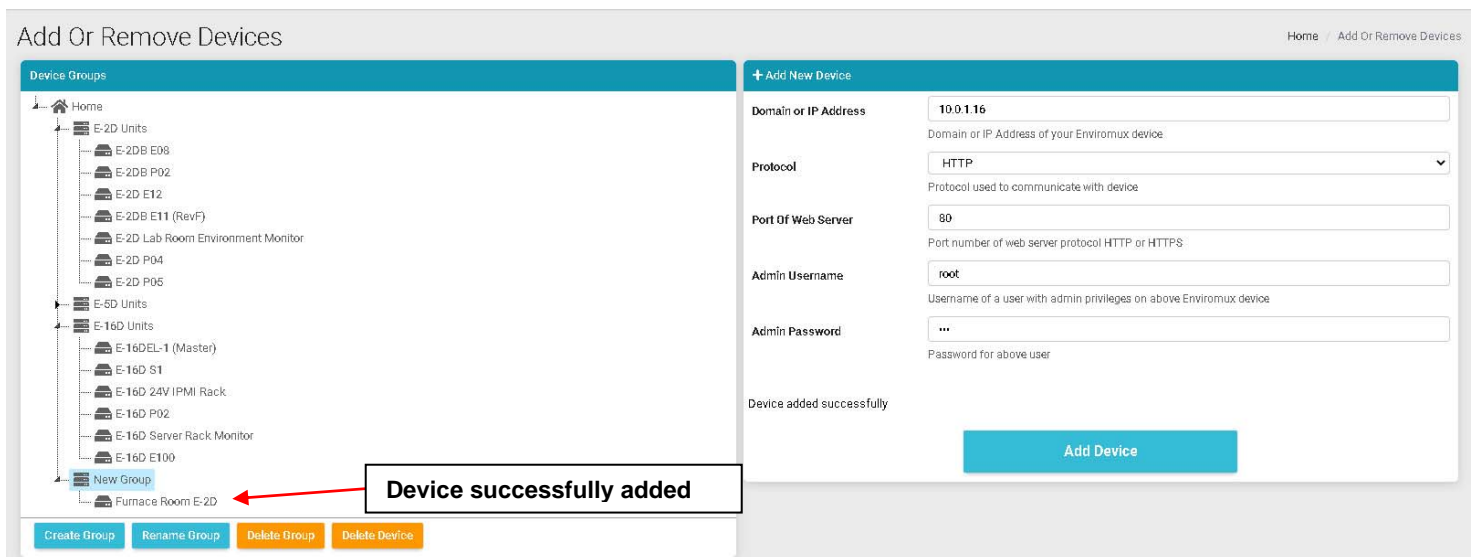 Add Or Remove Devices
Home / Add Or Remove Devices
Device Groups
Home
E-2D Units
E-2DB E08
E-2DB P02
E-2D E12
E-2DB E11 (RevF)
E-2D Lab Room Environment Monitor
E-2D P04
E-2D P05
E-5D Units
E-16D Units
E-16DEL-1 (Master)
E-16D S1
E-16D 24V IPMI Rack
E-16D P02
E-16D Server Rack Monitor
E-16D E100
New Group
Furnace Room E-2D
Device successfully added
Create Group Rename Group Delete Group Delete Device
+ Add New Device
Domain or IP Address 10.0.1.16
Domain or IP Address of your Enviromux device
Protocol HTTP
Protocol used to communicate with device
Port Of Web Server 80
Port number of web server protocol HTTP or HTTPS
Admin Username root
Username of a user with admin privileges on above Enviromux device
Admin Password •••
Password for above user
Device added successfully
Add Device